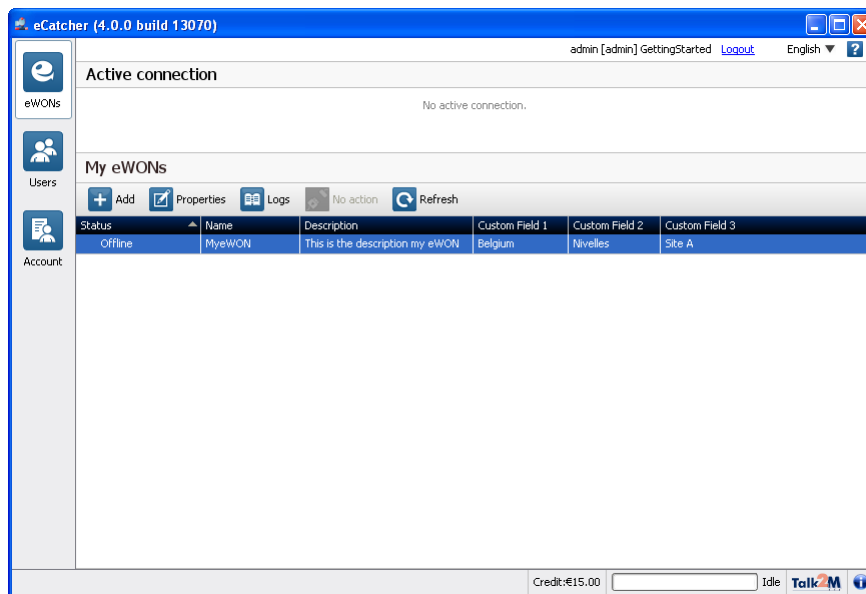 eCatcher (4.0.0 build 13070)
admin [admin] GettingStarted Logout English ▼ ?
eWONs
Active connection
No active connection.
Users
My eWONs
Add Properties Logs No action Refresh
Status Name Description Custom Field 1 Custom Field 2 Custom Field 3
Offline MyeWON This is the description my eWON Belgium Nivelles Site A
Account
Credit:€15.00 Idle Talk2M